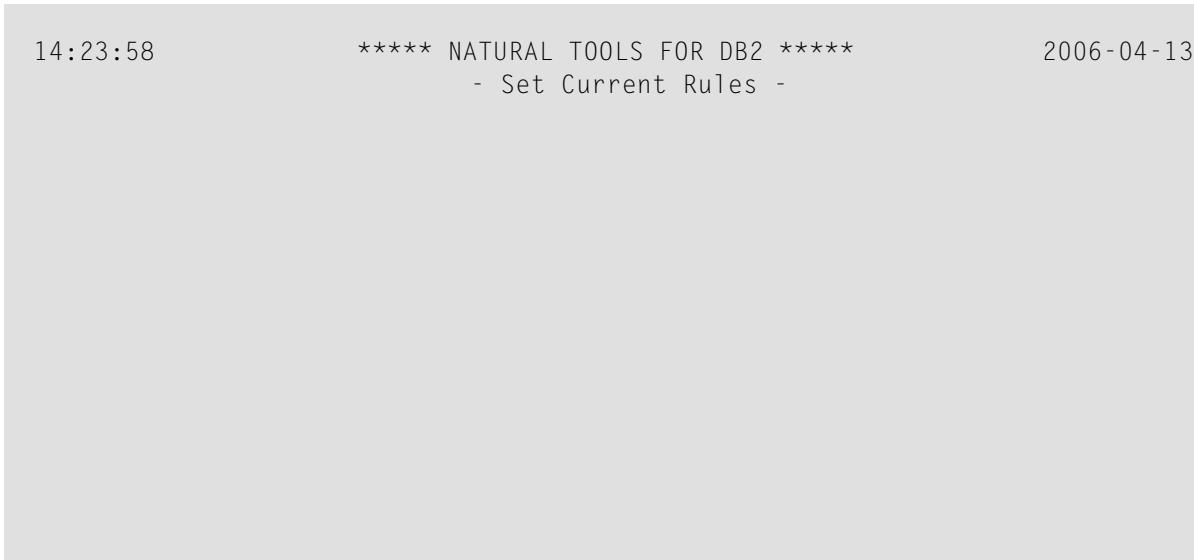 14:23:58 ***** NATURAL TOOLS FOR DB2 ***** 2006-04-13
- Set Current Rules -